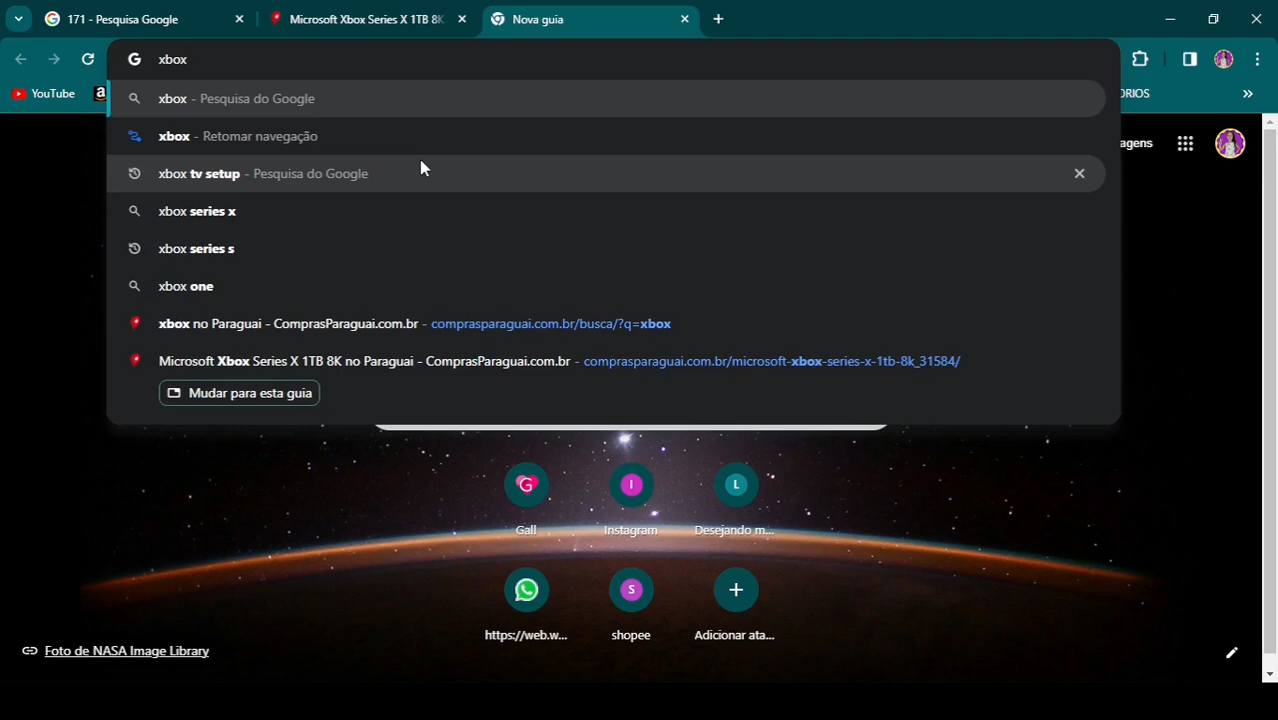 171 - Pesquisa Google
Microsoft Xbox Series X 1TB 8K
Nova guia
xbox
YouTube
xbox - Pesquisa do Google
xbox - Retomar navegação
xbox tv setup - Pesquisa do Google
xbox series x
xbox series s
xbox one
xbox no Paraguai - ComprasParaguai.com.br - comprasparaguai.com.br/busca/?q=xbox
Microsoft Xbox Series X 1TB 8K no Paraguai - ComprasParaguai.com.br - comprasparaguai.com.br/microsoft-xbox-series-x-1tb-8k_31584/
Mudar para esta guia
ORIOS
agens
G
I
L
Gall
Instagram
Desejando m...
S
https://web.w...
shopee
Adicionar ata...
Foto de NASA Image Library